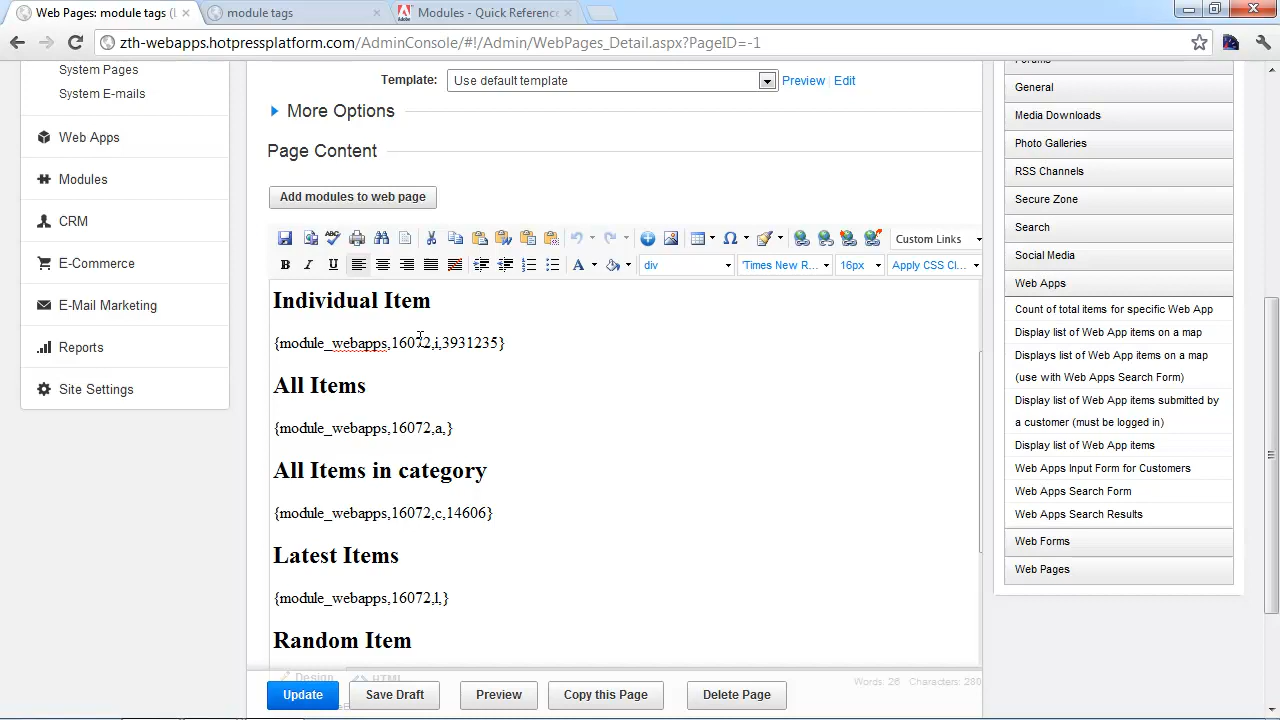 Web Pages: module tags (
module tags
Modules - Quick Reference
zth-webapps.hotpressplatform.com/AdminConsole/#!/Admin/WebPages_Detail.aspx?PageID=-1
System Pages
System E-mails
Web Apps
Modules
CRM
E-Commerce
E-Mail Marketing
Reports
Site Settings
Template:
Use default template
Preview
Edit
More Options
Page Content
Add modules to web page
Custom Links
div
'Times New R...
16px
Apply CSS Cl...
Individual Item
{module_webapps,16072,i,3931235}
All Items
{module_webapps,16072,a,}
All Items in category
{module_webapps,16072,c,14606}
Latest Items
{module_webapps,16072,l,}
Random Item
Design
HTML
Words: 26 Characters: 280
Update
Save Draft
Preview
Copy this Page
Delete Page
Forums
General
Media Downloads
Photo Galleries
RSS Channels
Secure Zone
Search
Social Media
Web Apps
Count of total items for specific Web App
Display list of Web App items on a map
Displays list of Web App items on a map
(use with Web Apps Search Form)
Display list of Web App items submitted by
a customer (must be logged in)
Display list of Web App items
Web Apps Input Form for Customers
Web Apps Search Form
Web Apps Search Results
Web Forms
Web Pages